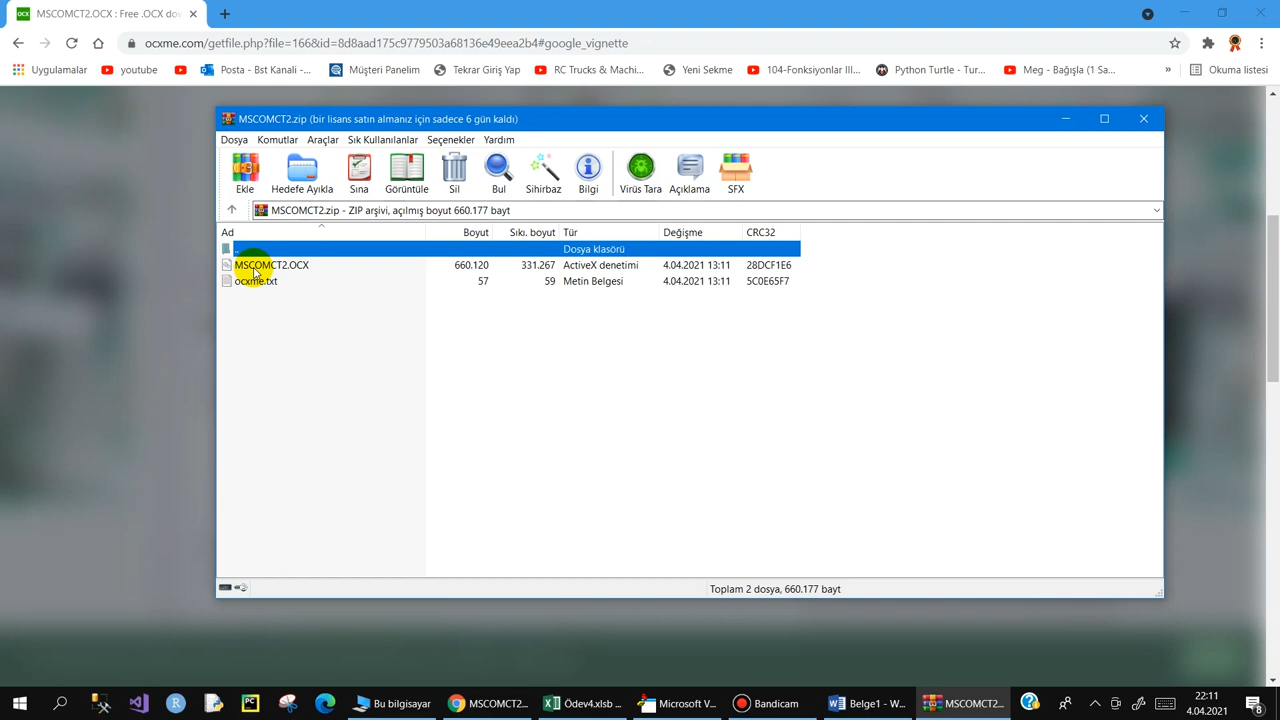 MSCOMCT2.OCX : Free .OCX dov
ocxme.com/getfile.php?file=166&id=8d8aad175c9779503a68136e49eea2b4#google_vignette
Uygulamalar youtube Posta - Bst Kanali -... Müşteri Panelim Tekrar Giriş Yap RC Trucks & Machi... Yeni Sekme 104-Fonksiyonlar III... Python Turtle - Tur... Meg - Bağışla (1 Sa... » Okuma listesi
MSCOMCT2.zip (bir lisans satın almanız için sadece 6 gün kaldı)
Dosya Komutlar Araçlar Sık Kullanılanlar Seçenekler Yardım
Ekle Hedefe Ayıkla Sına Görüntüle Sil Bul Sihirbaz Bilgi Virüs Tara Açıklama SFX
MSCOMCT2.zip - ZIP arşivi, açılmış boyut 660.177 bayt
Ad Boyut Sıkı. boyut Tür Değişme CRC32
.. Dosya klasörü
MSCOMCT2.OCX 660.120 331.267 ActiveX denetimi 4.04.2021 13:11 28DCF1E6
ocxme.txt 57 59 Metin Belgesi 4.04.2021 13:11 5C0E65F7
Toplam 2 dosya, 660.177 bayt
Bu bilgisayar MSCOMCT2... Ödev4.xlsb ... Microsoft V... Bandicam Belge1 - W... MSCOMCT2... 22:11
4.04.2021 8